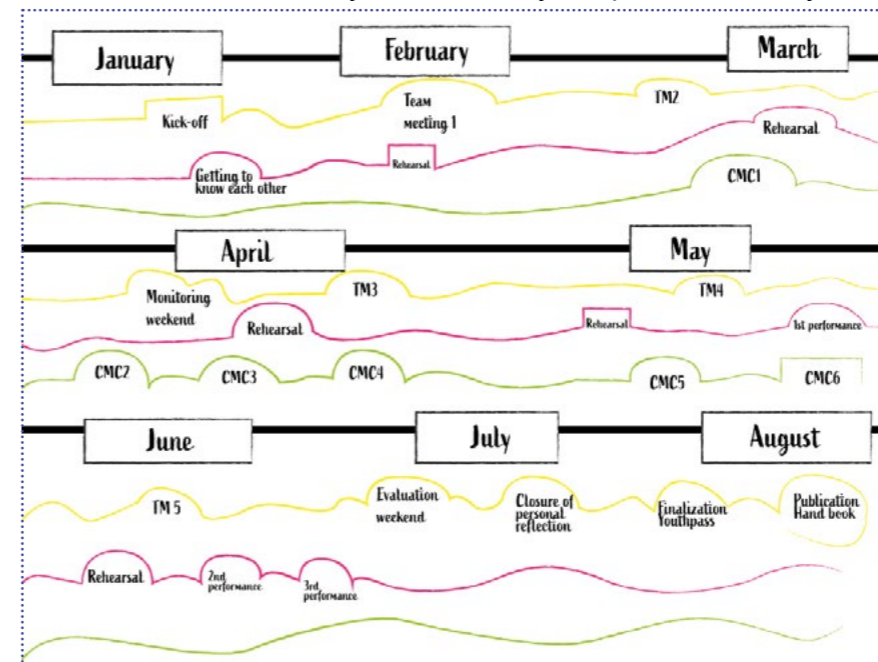 January
February
March
Kick-off
Team
meeting 1
TM2
Getting to
know each other
Rehearsal
Rehearsal
CMC1
April
May
Monitoring
weekend
TM3
TM4
Rehearsal
Rehearsal
1st performance
CMC2
CMC3
CMC4
CMC5
CMC6
June
July
August
TM 5
Evaluation
weekend
Closure of
personal
reflection
Finalization
Youthpass
Publication
Hand book
Rehearsal
2nd
performance
3rd
performance